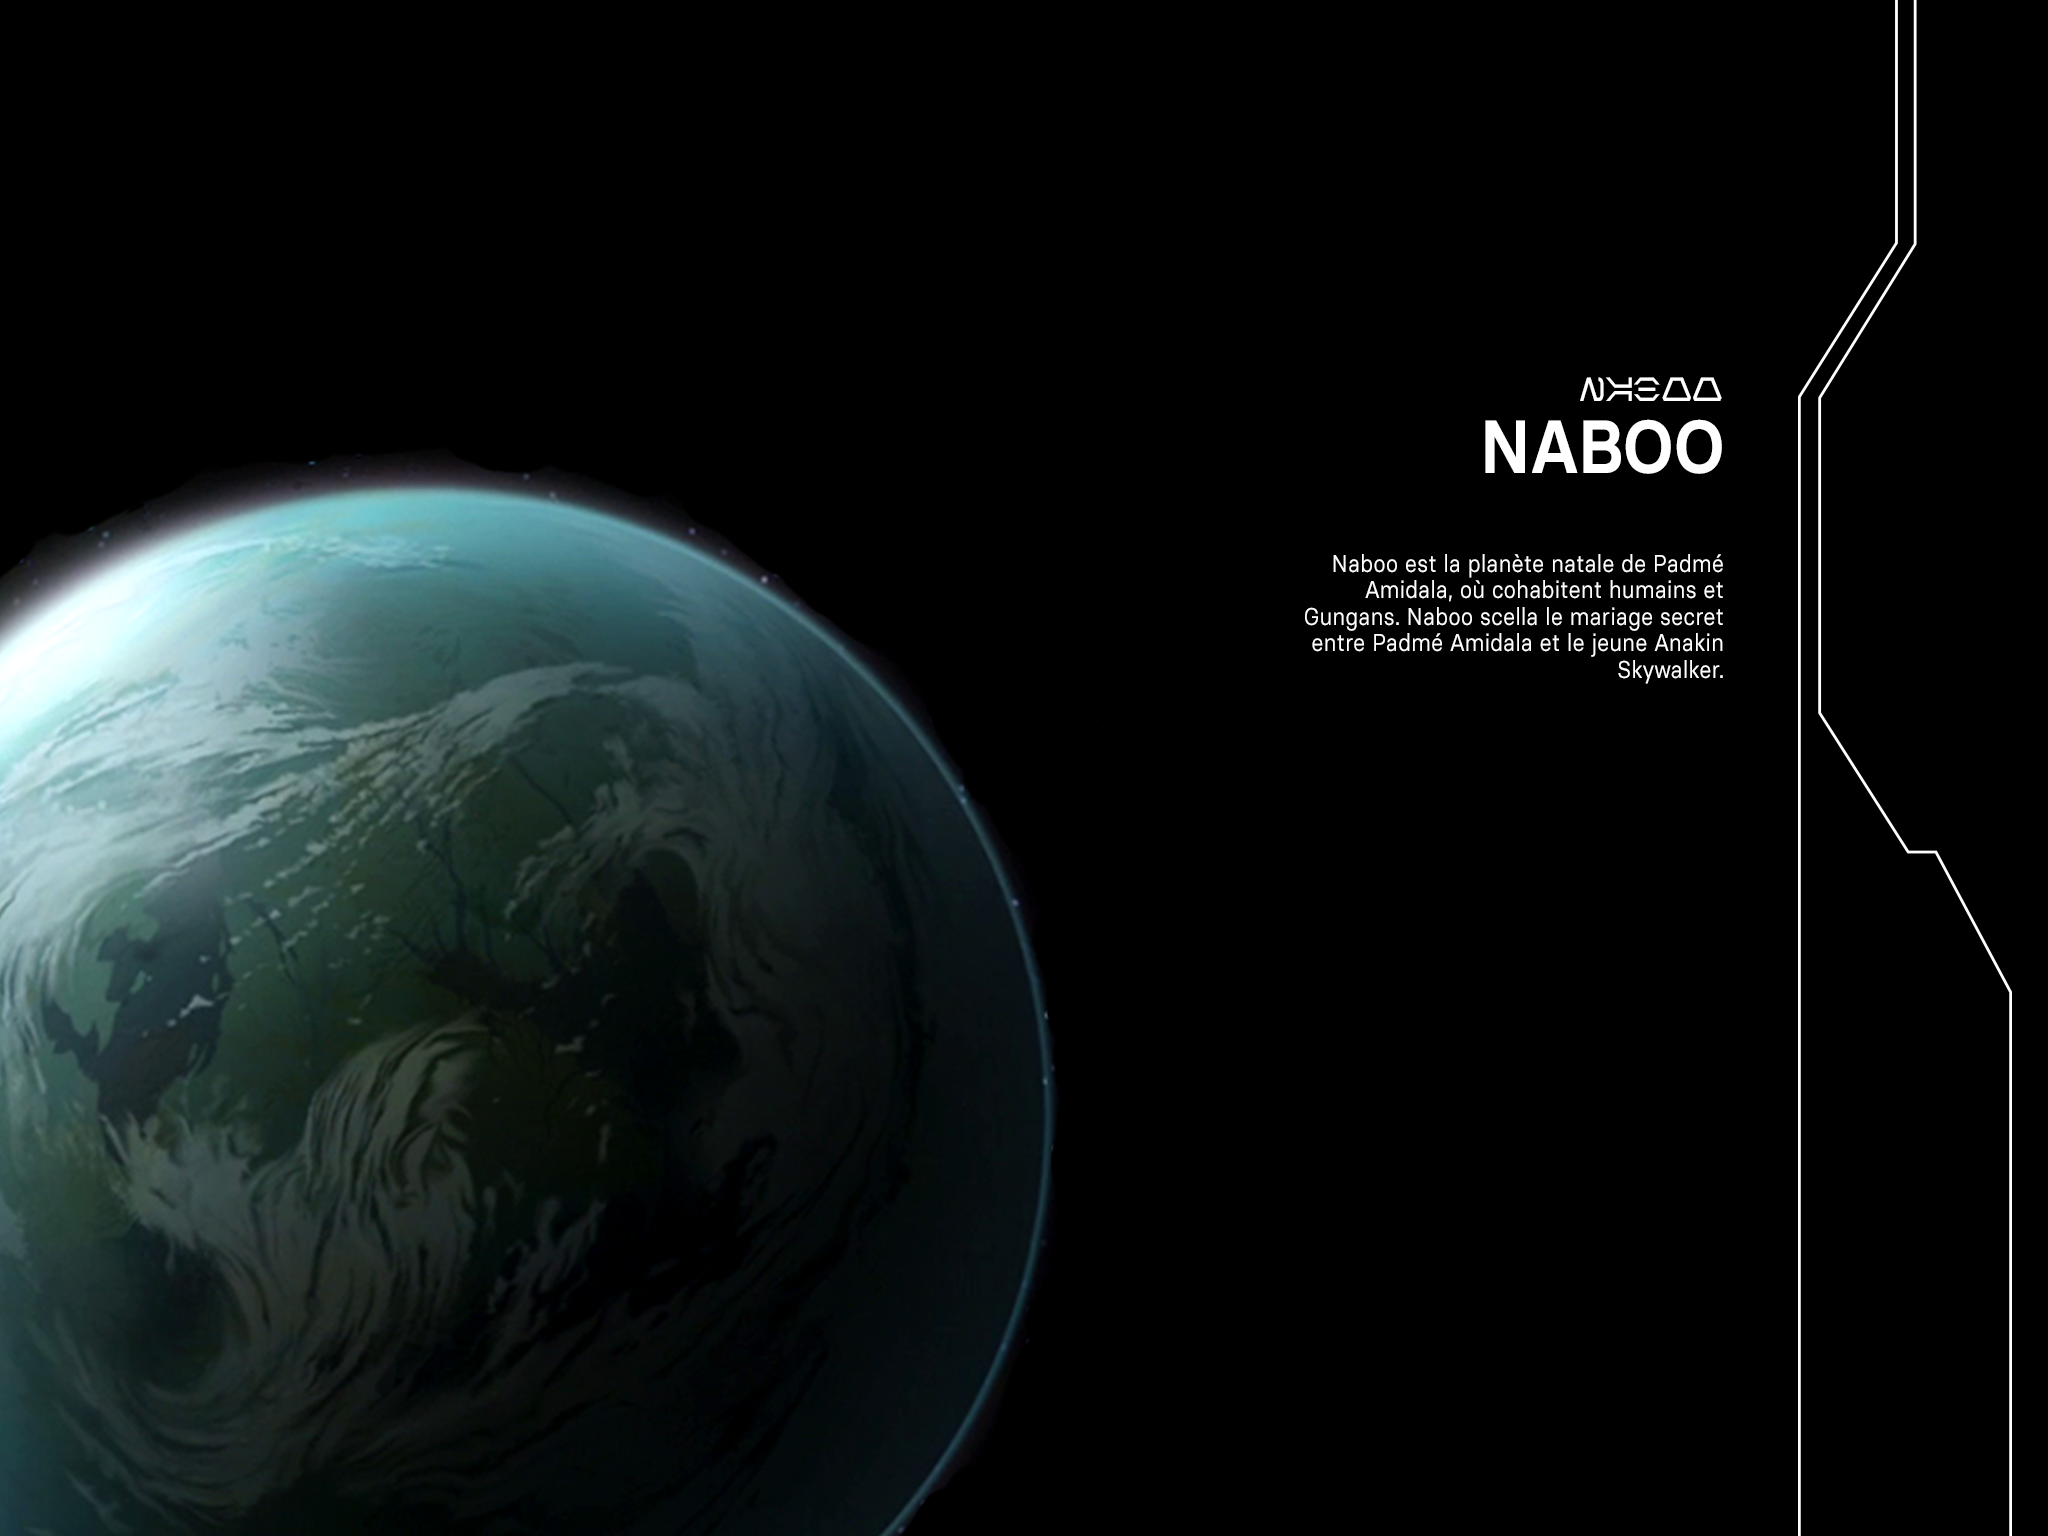 NABOO
Naboo est la planète natale de Padmé
Amidala, où cohabitent humains et
Gungans. Naboo scella le mariage secret
entre Padmé Amidala et le jeune Anakin
Skywalker.